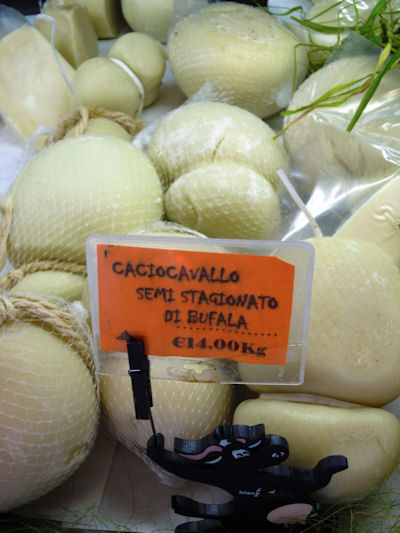 CACIOCAVALLO
SEMI STAGIONATO
DI BUFALA
€14,00Kg